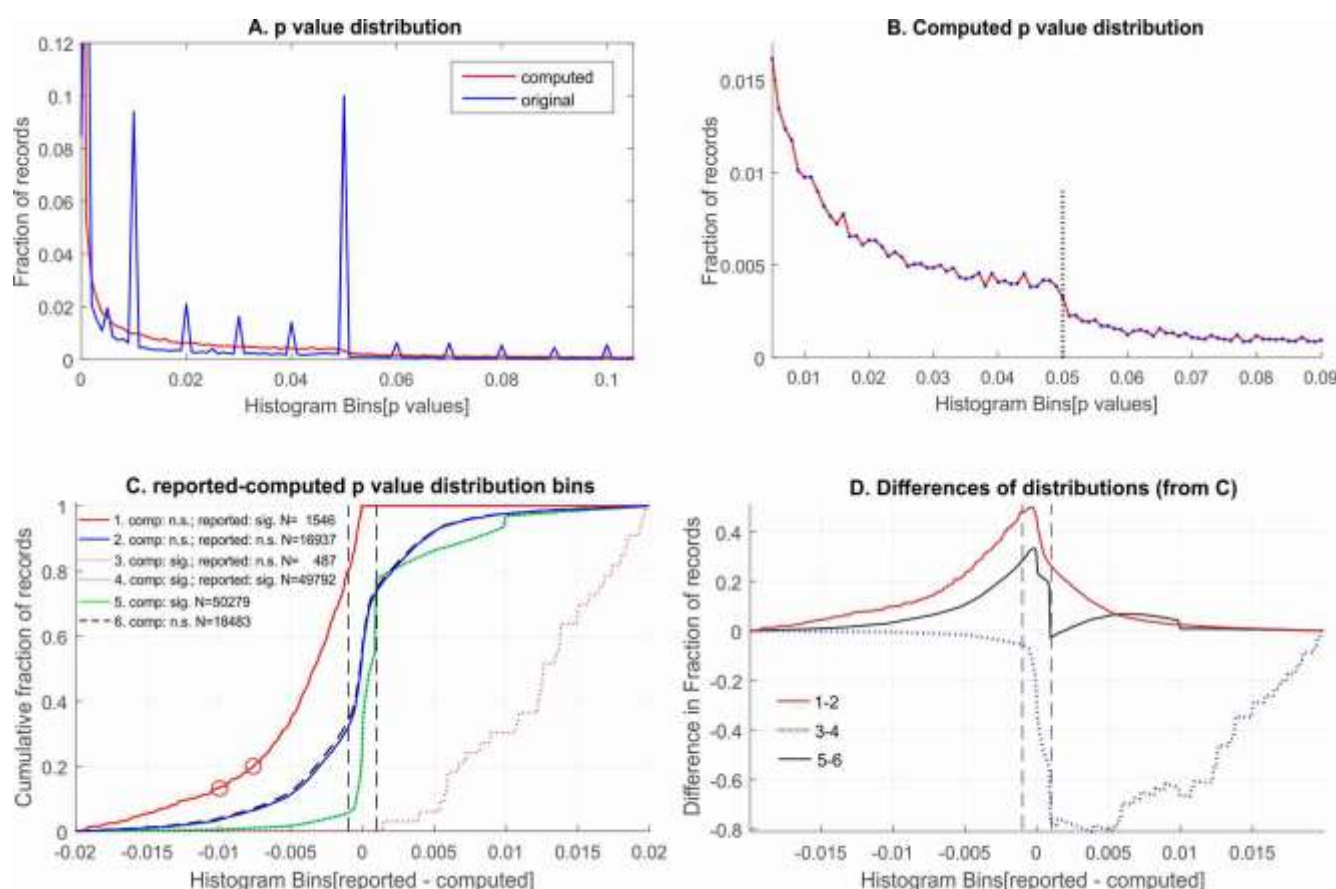 A. p value distribution
0.12
0.1
0.08
0.06
0.04
0.02
0
Fraction of records
computed
original
0 0.02 0.04 0.06 0.08 0.1
Histogram Bins[p values]
B. Computed p value distribution
0.015
0.01
0.005
0
Fraction of records
0.01 0.02 0.03 0.04 0.05 0.06 0.07 0.08 0.09
Histogram Bins[p values]
C. reported-computed p value distribution bins
1
0.8
0.6
0.4
0.2
0
Cumulative fraction of records
1. comp: n.s.; reported: sig. N= 1546
2. comp: n.s.; reported: n.s. N=16937
3. comp: sig.; reported: n.s. N= 487
4. comp: sig.; reported: sig. N=49792
5. comp: sig. N=50279
6. comp: n.s. N=18483
-0.02 -0.015 -0.01 -0.005 0 0.005 0.01 0.015 0.02
Histogram Bins[reported - computed]
D. Differences of distributions (from C)
0.4
0.2
0
-0.2
-0.4
-0.6
-0.8
Difference in Fraction of records
1-2
3-4
5-6
-0.015 -0.01 -0.005 0 0.005 0.01 0.015
Histogram Bins[reported - computed]